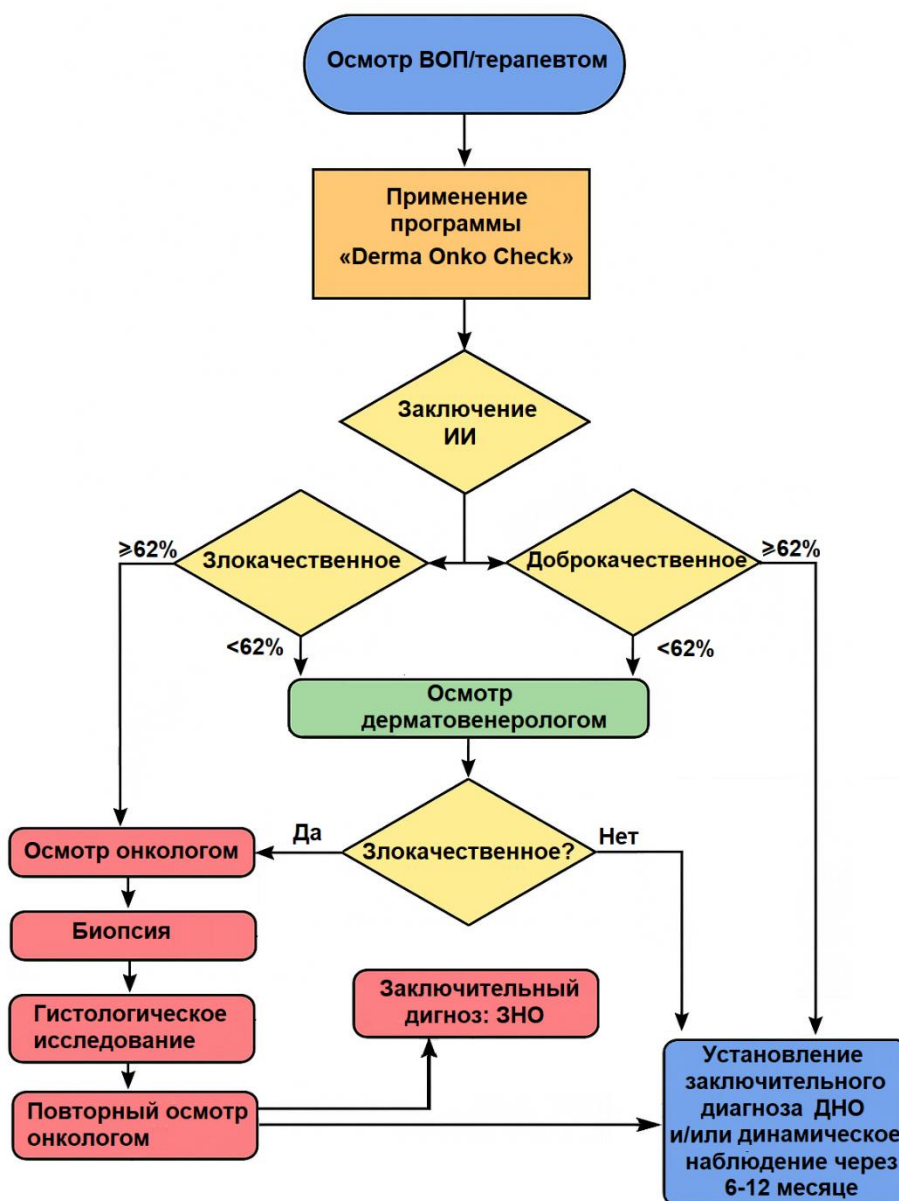 Осмотр ВОП/терапевтом
Применение
программы
«Derma Onko Check»
Заключение
ИИ
≥62%
Злокачественное
Доброкачественное
≥62%
<62%
<62%
Осмотр
дерматовенерологом
Да
Нет
Злокачественное?
Осмотр онкологом
Биопсия
Гистологическое
исследование
Заключительный
дигноз: ЗНО
Повторный осмотр
онкологом
Установление
заключительного
диагноза ДНО
и/или динамическое
наблюдение через
6-12 месяце